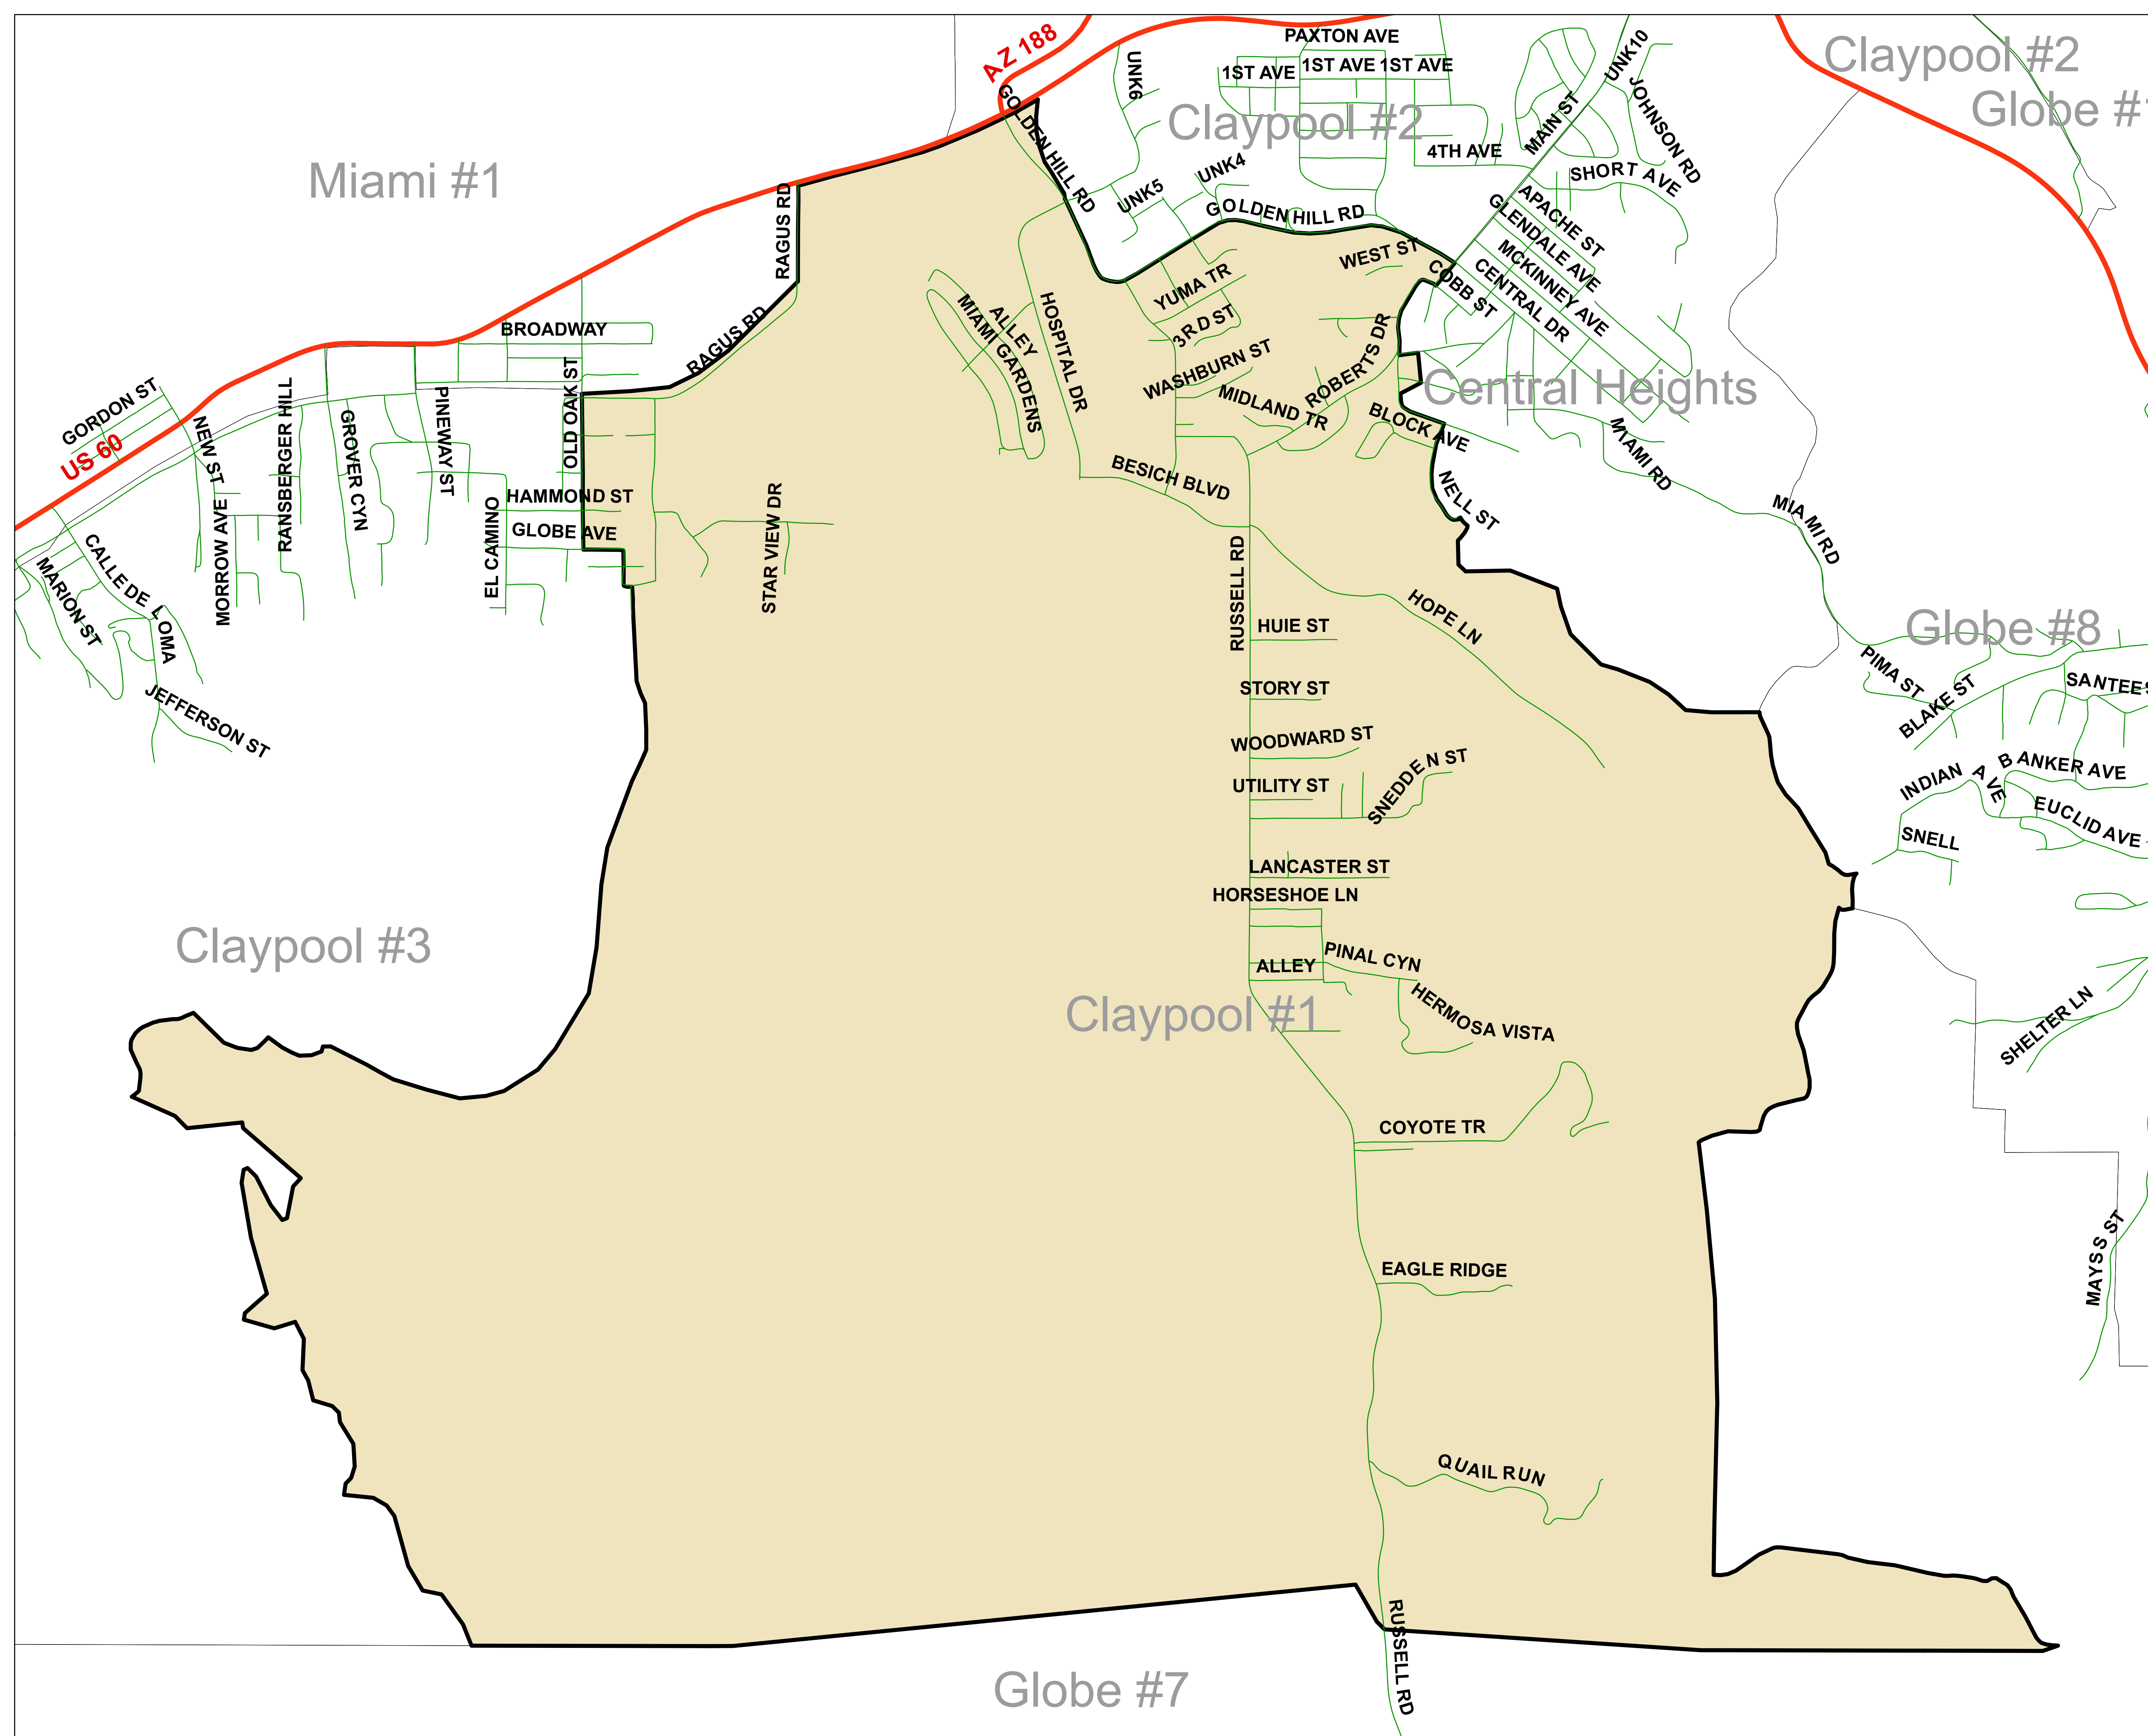 AZ 188
PAXTON AVE
1ST AVE
1ST AVE
1ST AVE
UNK6
UNK10
Claypool #2
Globe #
Claypool #2
MAIN ST
JOHNSON RD
GOLDEN HILL RD
4TH AVE
SHORT AVE
Miami #1
UNK4
UNK5
GOLDEN HILL RD
APACHE ST
GLENDALE AVE
RAGUS RD
WEST ST
MCKINNEY AVE
COBB ST
CENTRAL DR
YUMA TR
3RD ST
ALLEY
MIAMI GARDENS
HOSPITAL DR
BROADWAY
RAGUS RD
WASHBURN ST
ROBERTS DR
MIDLAND TR
Central Heights
BLOCK AVE
GORDON ST
US 60
NEW ST
RANSBERGER HILL
GROVER CYN
PINEWAY ST
OLD OAK ST
MIAMI RD
BESICH BLVD
NELL ST
MIAMI RD
HAMMOND ST
GLOBE AVE
EL CAMINO
STAR VIEW DR
MORROW AVE
CALLE DE LOMA
MARION ST
RUSSELL RD
HOPE LN
HUIE ST
Globe #8
PIMA ST
BLAKE ST
SANTEE S
STORY ST
JEFFERSON ST
WOODWARD ST
SNEDDEN ST
UTILITY ST
INDIAN AVE
BANKER AVE
EUCLID AVE
SNELL
LANCASTER ST
HORSESHOE LN
Claypool #3
PINAL CYN
ALLEY
Claypool #1
HERMOSA VISTA
SHELTER LN
COYOTE TR
MAYSS ST
EAGLE RIDGE
QUAIL RUN
RUSSELL RD
Globe #7